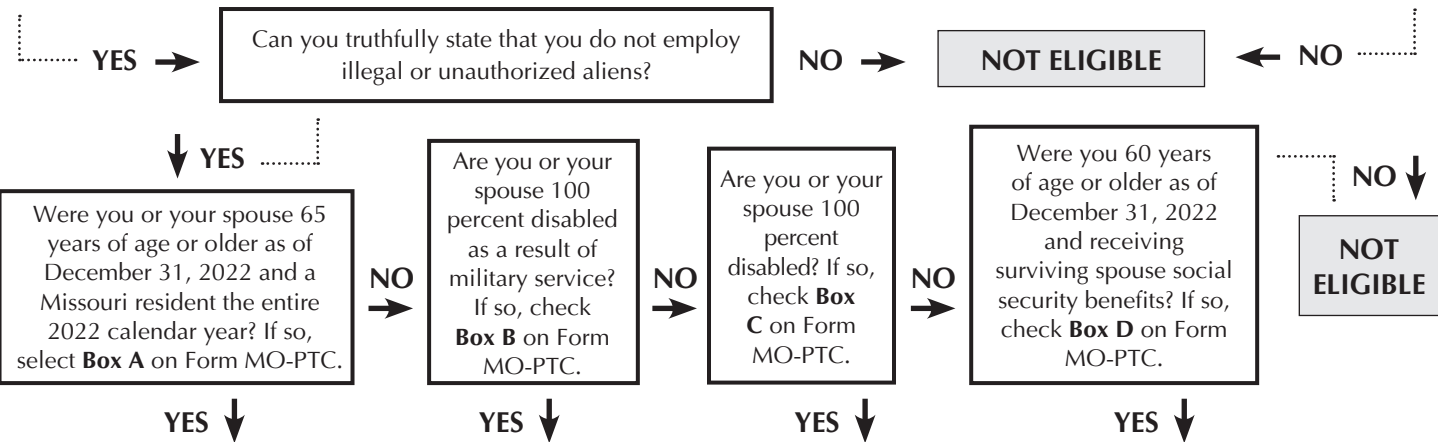 YES
Can you truthfully state that you do not employ
illegal or unauthorized aliens?
NO
NOT ELIGIBLE
NO
YES
Were you or your spouse 65
years of age or older as of
December 31, 2022 and a
Missouri resident the entire
2022 calendar year? If so,
select Box A on Form MO-PTC.
NO
Are you or your
spouse 100
percent disabled
as a result of
military service?
If so, check
Box B on Form
MO-PTC.
NO
Are you or your
spouse 100
percent
disabled? If so,
check Box
C on Form
MO-PTC.
NO
Were you 60 years
of age or older as of
December 31, 2022
and receiving
surviving spouse social
security benefits? If so,
check Box D on Form
MO-PTC.
NO
NOT
ELIGIBLE
YES
YES
YES
YES